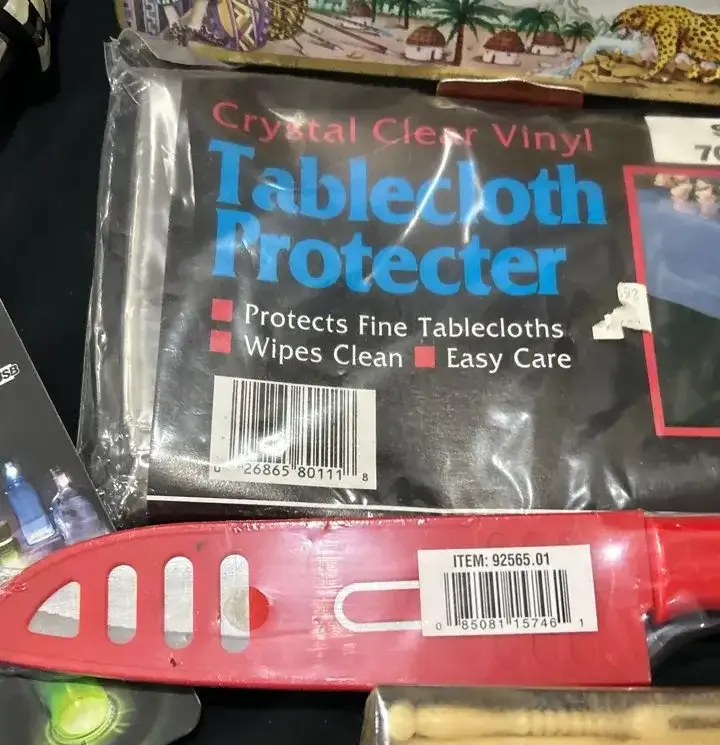 Crystal Clear Vinyl
Tablecloth
Protecter
Protects Fine Tablecloths
Wipes Clean Easy Care
0 26865 80111 8
ITEM: 92565.01
0 85081 15746 1